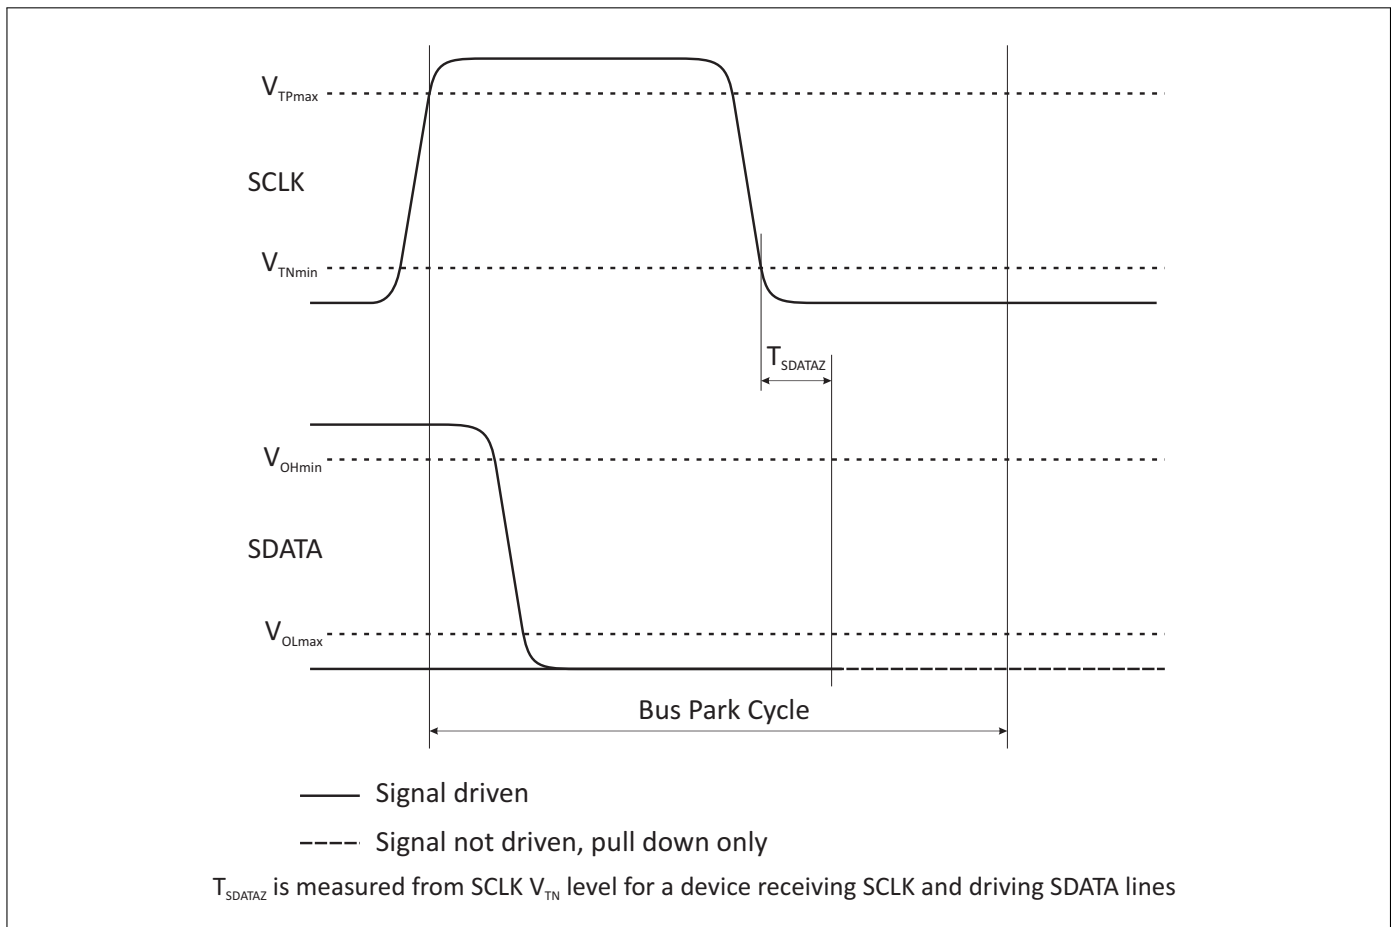 V_TPmax
SCLK
V_TNmin
T_SDATAZ
V_OHmin
SDATA
V_OLmax
Bus Park Cycle
Signal driven
Signal not driven, pull down only
T_SDATAZ is measured from SCLK V_TN level for a device receiving SCLK and driving SDATA lines